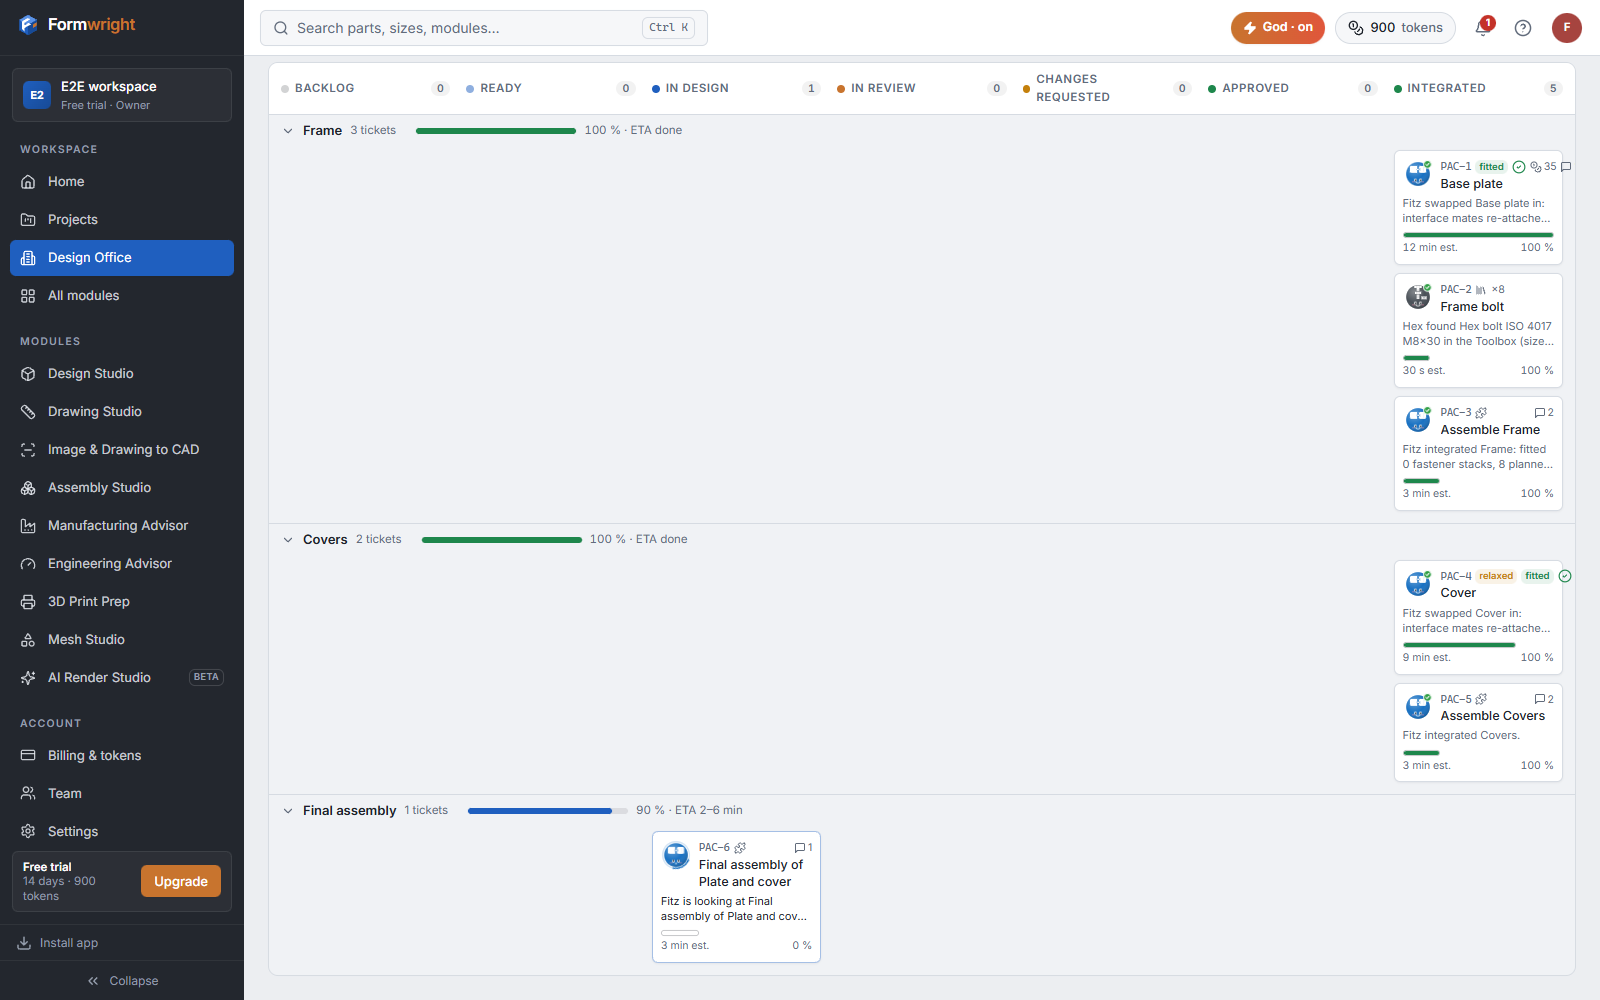 Formwright
Search parts, sizes, modules...
Ctrl K
God · on
900 tokens
1
F
E2
E2E workspace
Free trial · Owner
WORKSPACE
Home
Projects
Design Office
All modules
MODULES
Design Studio
Drawing Studio
Image & Drawing to CAD
Assembly Studio
Manufacturing Advisor
Engineering Advisor
3D Print Prep
Mesh Studio
AI Render Studio
BETA
ACCOUNT
Billing & tokens
Team
Settings
Free trial
14 days · 900
tokens
Upgrade
Install app
Collapse
BACKLOG 0
READY 0
IN DESIGN 1
IN REVIEW 0
CHANGES
REQUESTED 0
APPROVED 0
INTEGRATED 5
Frame 3 tickets 100 % · ETA done
PAC-1 fitted 35
Base plate
Fitz swapped Base plate in:
interface mates re-attache...
12 min est. 100 %
PAC-2 ×8
Frame bolt
Hex found Hex bolt ISO 4017
M8×30 in the Toolbox (size...
30 s est. 100 %
PAC-3 2
Assemble Frame
Fitz integrated Frame: fitted
0 fastener stacks, 8 planne...
3 min est. 100 %
Covers 2 tickets 100 % · ETA done
PAC-4 relaxed fitted
Cover
Fitz swapped Cover in:
interface mates re-attache...
9 min est. 100 %
PAC-5 2
Assemble Covers
Fitz integrated Covers.
3 min est. 100 %
Final assembly 1 tickets 90 % · ETA 2–6 min
PAC-6 1
Final assembly of
Plate and cover
Fitz is looking at Final
assembly of Plate and cov...
3 min est. 0 %